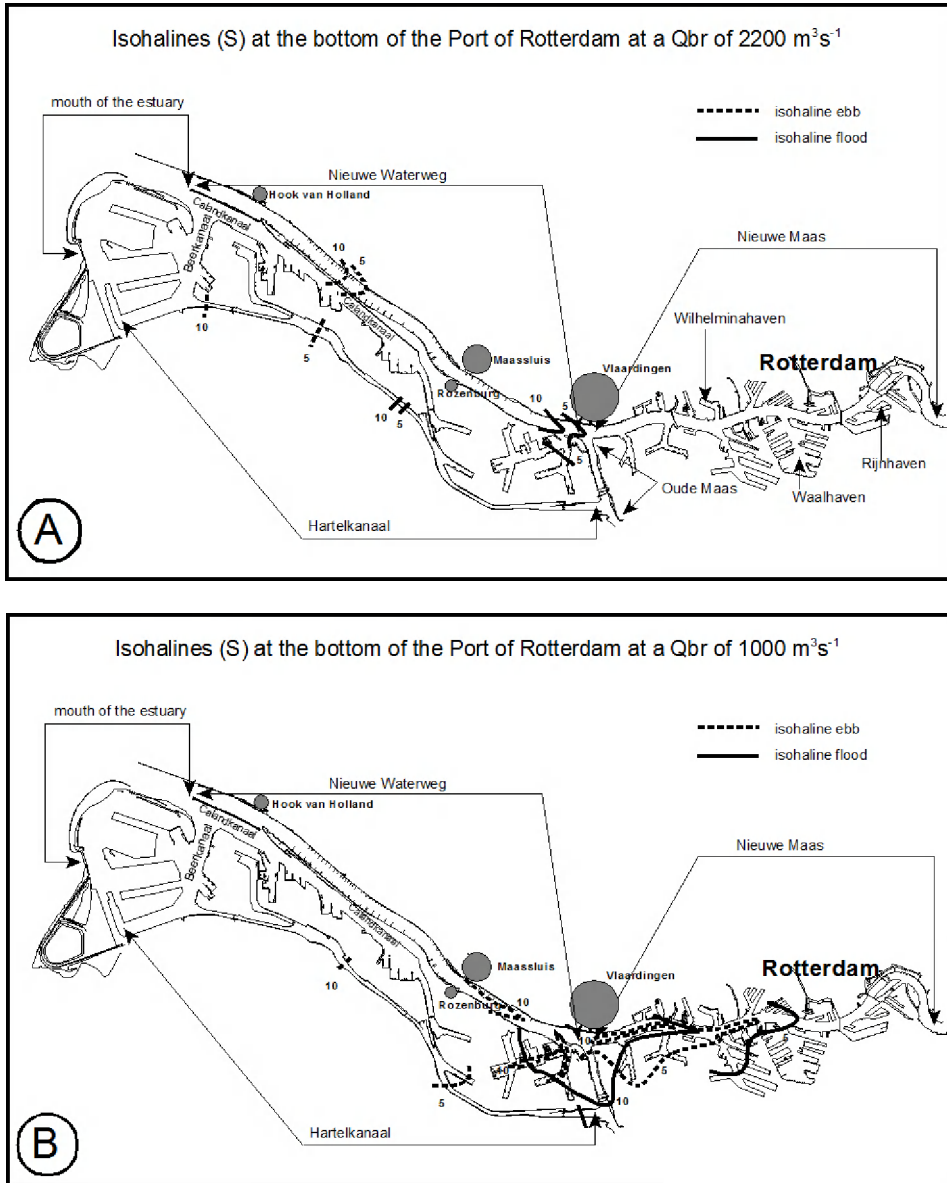 Isohalines (S) at the bottom of the Port of Rotterdam at a Qbr of 2200 m³s⁻¹
mouth of the estuary
isohaline ebb
isohaline flood
Nieuwe Waterweg
Hook van Holland
Calandkanaal
Beerkanaal
Nieuwe Maas
10
5
Calandkanaal
10
5
Wilhelminahaven
Maassluis
Rotterdam
Vlaardingen
Rozenburg
10
5
10
5
5
Rijnhaven
Oude Maas
Waalhaven
Hartelkanaal
A
Isohalines (S) at the bottom of the Port of Rotterdam at a Qbr of 1000 m³s⁻¹
mouth of the estuary
isohaline ebb
isohaline flood
Nieuwe Waterweg
Hook van Holland
Calandkanaal
Beerkanaal
Nieuwe Maas
Calandkanaal
Maassluis
Rotterdam
Vlaardingen
10
Rozenburg
10
10
10
5
5
10
Hartelkanaal
B